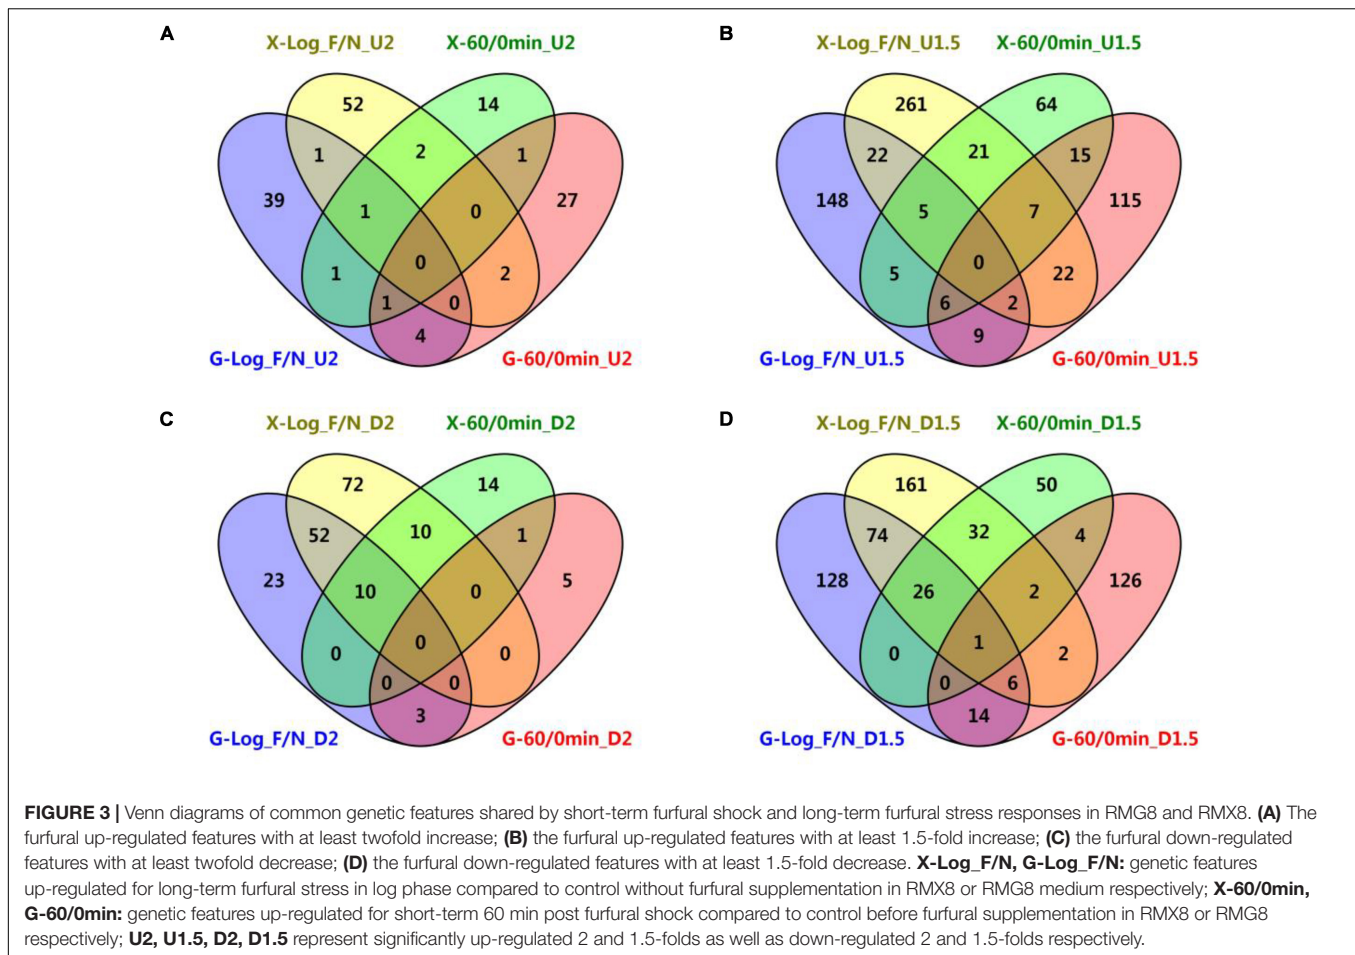 A
X-Log_F/N_U2 X-60/0min_U2
52 14
1 2 1
39 1 0 27
1 0 2
1 0
4
G-Log_F/N_U2 G-60/0min_U2
B
X-Log_F/N_U1.5 X-60/0min_U1.5
261 64
22 21 15
148 5 7 115
5 0 22
6 2
9
G-Log_F/N_U1.5 G-60/0min_U1.5
C
X-Log_F/N_D2 X-60/0min_D2
72 14
52 10 1
23 10 0 5
0 0 0
0 0
3
G-Log_F/N_D2 G-60/0min_D2
D
X-Log_F/N_D1.5 X-60/0min_D1.5
161 50
74 32 4
128 26 2 126
0 1 2
0 6
14
G-Log_F/N_D1.5 G-60/0min_D1.5
FIGURE 3 | Venn diagrams of common genetic features shared by short-term furfural shock and long-term furfural stress responses in RMG8 and RMX8. (A) The
furfural up-regulated features with at least twofold increase; (B) the furfural up-regulated features with at least 1.5-fold increase; (C) the furfural down-regulated
features with at least twofold decrease; (D) the furfural down-regulated features with at least 1.5-fold decrease. X-Log_F/N, G-Log_F/N: genetic features
up-regulated for long-term furfural stress in log phase compared to control without furfural supplementation in RMX8 or RMG8 medium respectively; X-60/0min,
G-60/0min: genetic features up-regulated for short-term 60 min post furfural shock compared to control before furfural supplementation in RMX8 or RMG8
respectively; U2, U1.5, D2, D1.5 represent significantly up-regulated 2 and 1.5-folds as well as down-regulated 2 and 1.5-folds respectively.